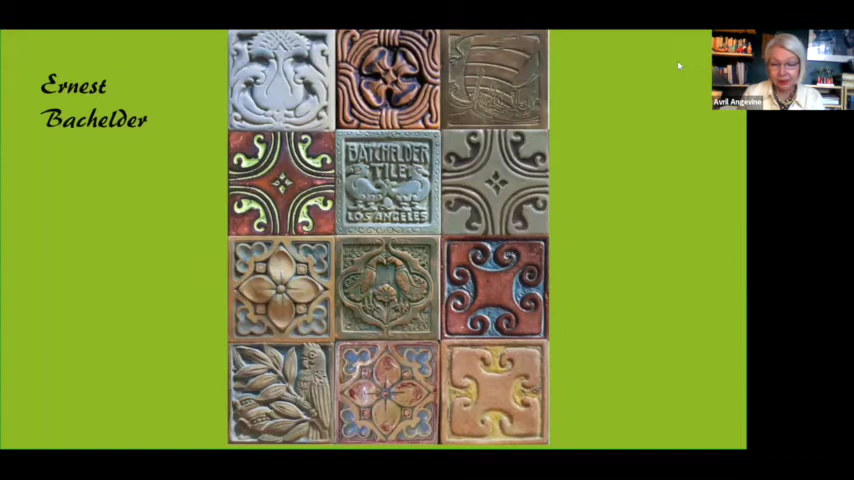 Ernest
Bachelder
BATCHELDER
TILE
LOS ANGELES
Avril Angevine